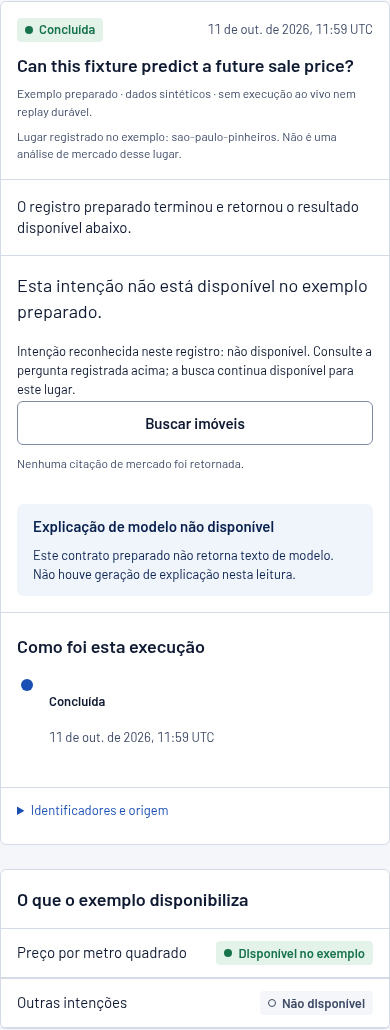 Concluída
11 de out. de 2026, 11:59 UTC
Can this fixture predict a future sale price?
Exemplo preparado · dados sintéticos · sem execução ao vivo nem
replay durável.
Lugar registrado no exemplo: sao-paulo-pinheiros. Não é uma
análise de mercado desse lugar.
O registro preparado terminou e retornou o resultado
disponível abaixo.
Esta intenção não está disponível no exemplo
preparado.
Intenção reconhecida neste registro: não disponível. Consulte a
pergunta registrada acima; a busca continua disponível para
este lugar.
Buscar imóveis
Nenhuma citação de mercado foi retornada.
Explicação de modelo não disponível
Este contrato preparado não retorna texto de modelo.
Não houve geração de explicação nesta leitura.
Como foi esta execução
Concluída
11 de out. de 2026, 11:59 UTC
Identificadores e origem
O que o exemplo disponibiliza
Preço por metro quadrado
Disponível no exemplo
Outras intenções
Não disponível